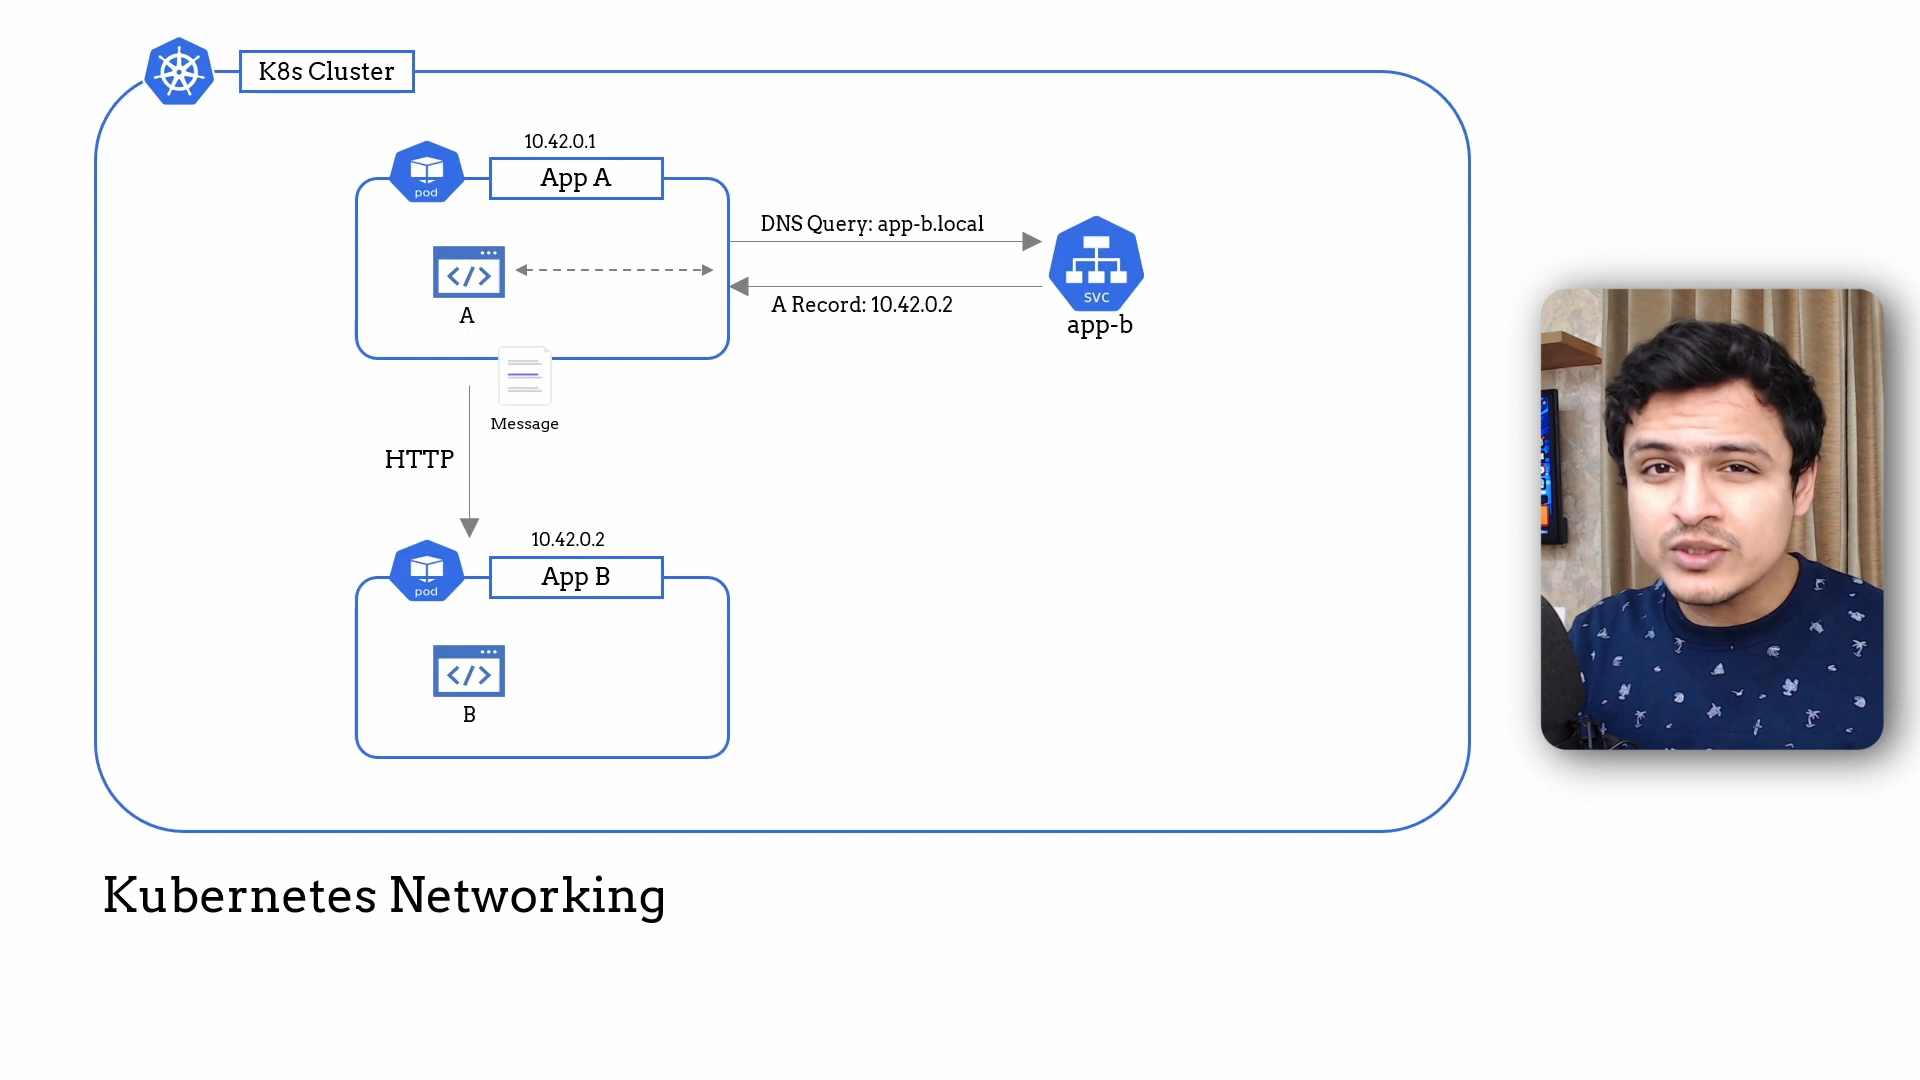 K8s Cluster
10.42.0.1
pod
App A
DNS Query: app-b.local
A
A Record: 10.42.0.2
svc
app-b
Message
HTTP
10.42.0.2
pod
App B
B
Kubernetes Networking